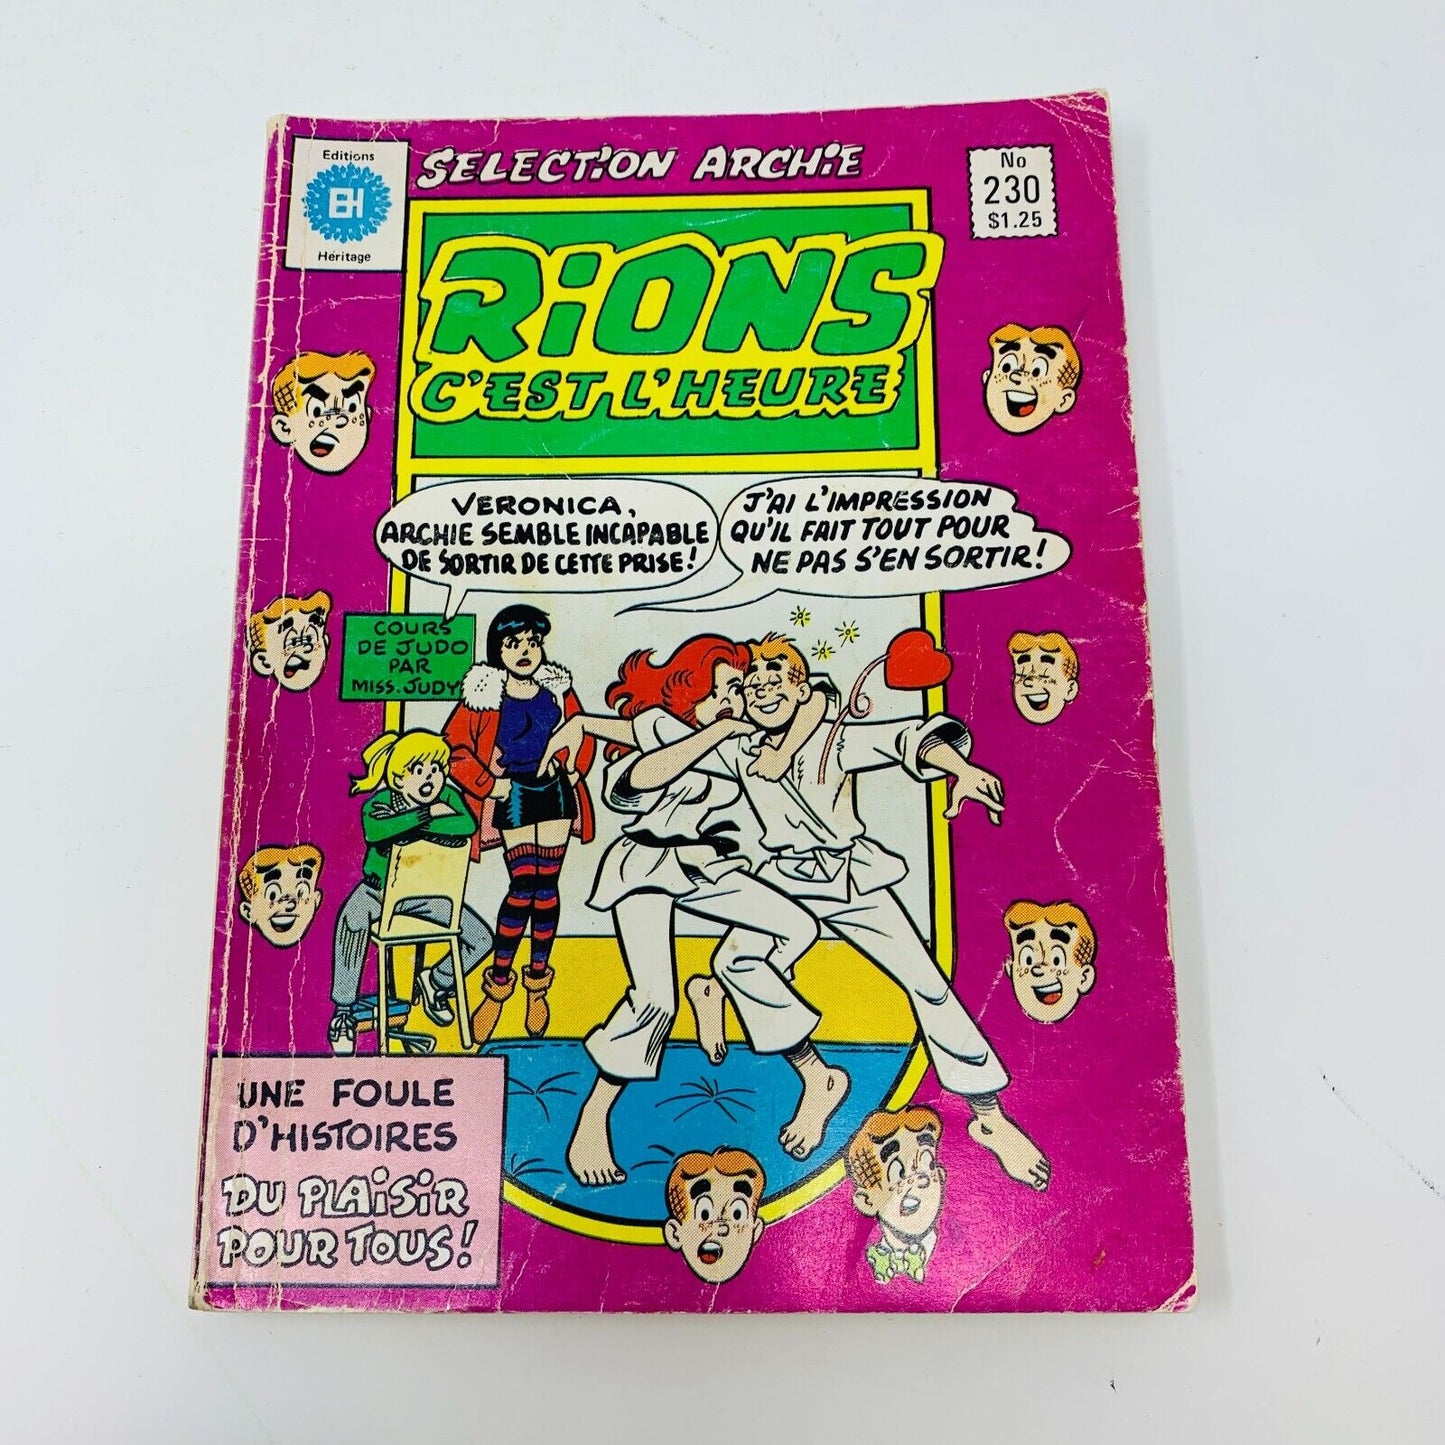 Editions
EH
Héritage
SELECTION ARCHIE
No
230
$1.25
RIONS
C'EST L'HEURE
VERONICA,
ARCHIE SEMBLE INCAPABLE
DE SORTIR DE CETTE PRISE!
J'AI L'IMPRESSION
QU'IL FAIT TOUT POUR
NE PAS S'EN SORTIR!
COURS
DE JUDO
PAR
MISS. JUDY
UNE FOULE
D'HISTOIRES
DU PLAISIR
POUR TOUS!